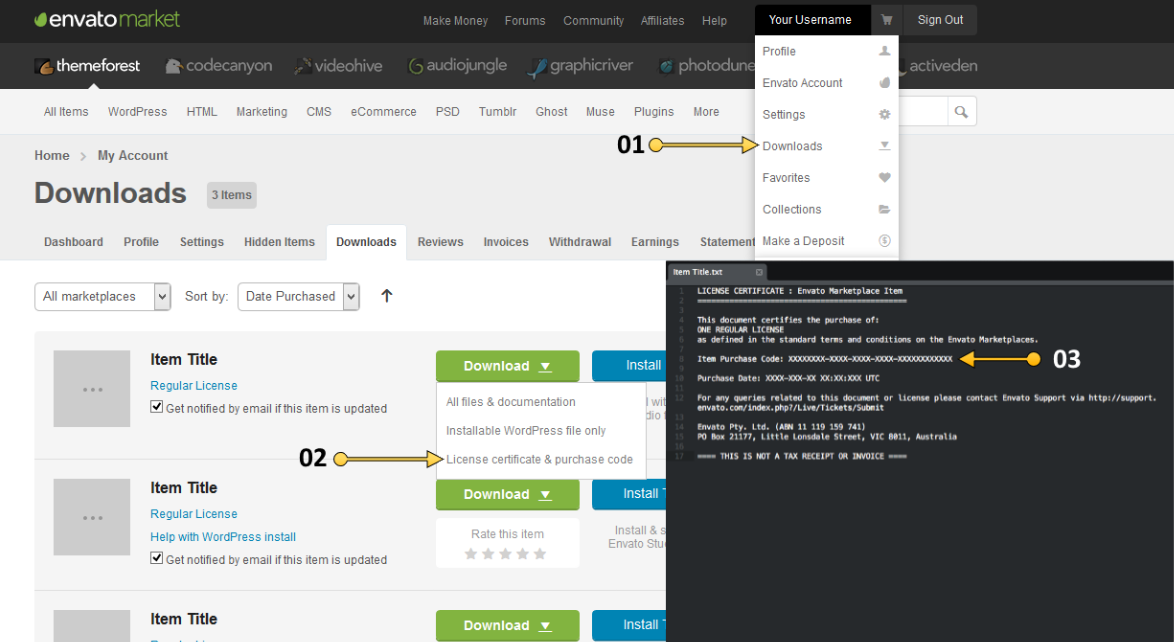 envatomarket
Make Money Forums Community Affiliates Help
Your Username
Sign Out
themeforest codecanyon videohive audiojungle graphicriver photodune activeden
Profile
Envato Account
Settings
Downloads
Favorites
Collections
Make a Deposit
All Items WordPress HTML Marketing CMS eCommerce PSD Tumblr Ghost Muse Plugins More
01
Home > My Account
Downloads 3 Items
Dashboard Profile Settings Hidden Items Downloads Reviews Invoices Withdrawal Earnings Statement
All marketplaces Sort by: Date Purchased
Item Title
Regular License
Get notified by email if this item is updated
Download
Install
All files & documentation
Installable WordPress file only
License certificate & purchase code
02
Item Title
Regular License
Help with WordPress install
Get notified by email if this item is updated
Download
Install
Rate this item
Install & s
Envato Stu
Item Title
Download
Install
Item Title.txt
1 LICENSE CERTIFICATE : Envato Marketplace Item
2 ==============================================
3
4 This document certifies the purchase of:
5 ONE REGULAR LICENSE
6 as defined in the standard terms and conditions on the Envato Marketplaces.
7
8 Item Purchase Code: XXXXXXXX-XXXX-XXXX-XXXX-XXXXXXXXXXXX
03
9
10 Purchase Date: XXXX-XXX-XX XX:XX:XXX UTC
11
12 For any queries related to this document or license please contact Envato Support via http://support.
envato.com/index.php?/Live/Tickets/Submit
13
14 Envato Pty. Ltd. (ABN 11 119 159 741)
15 PO Box 21177, Little Lonsdale Street, VIC 8011, Australia
16
17 ==== THIS IS NOT A TAX RECEIPT OR INVOICE ====